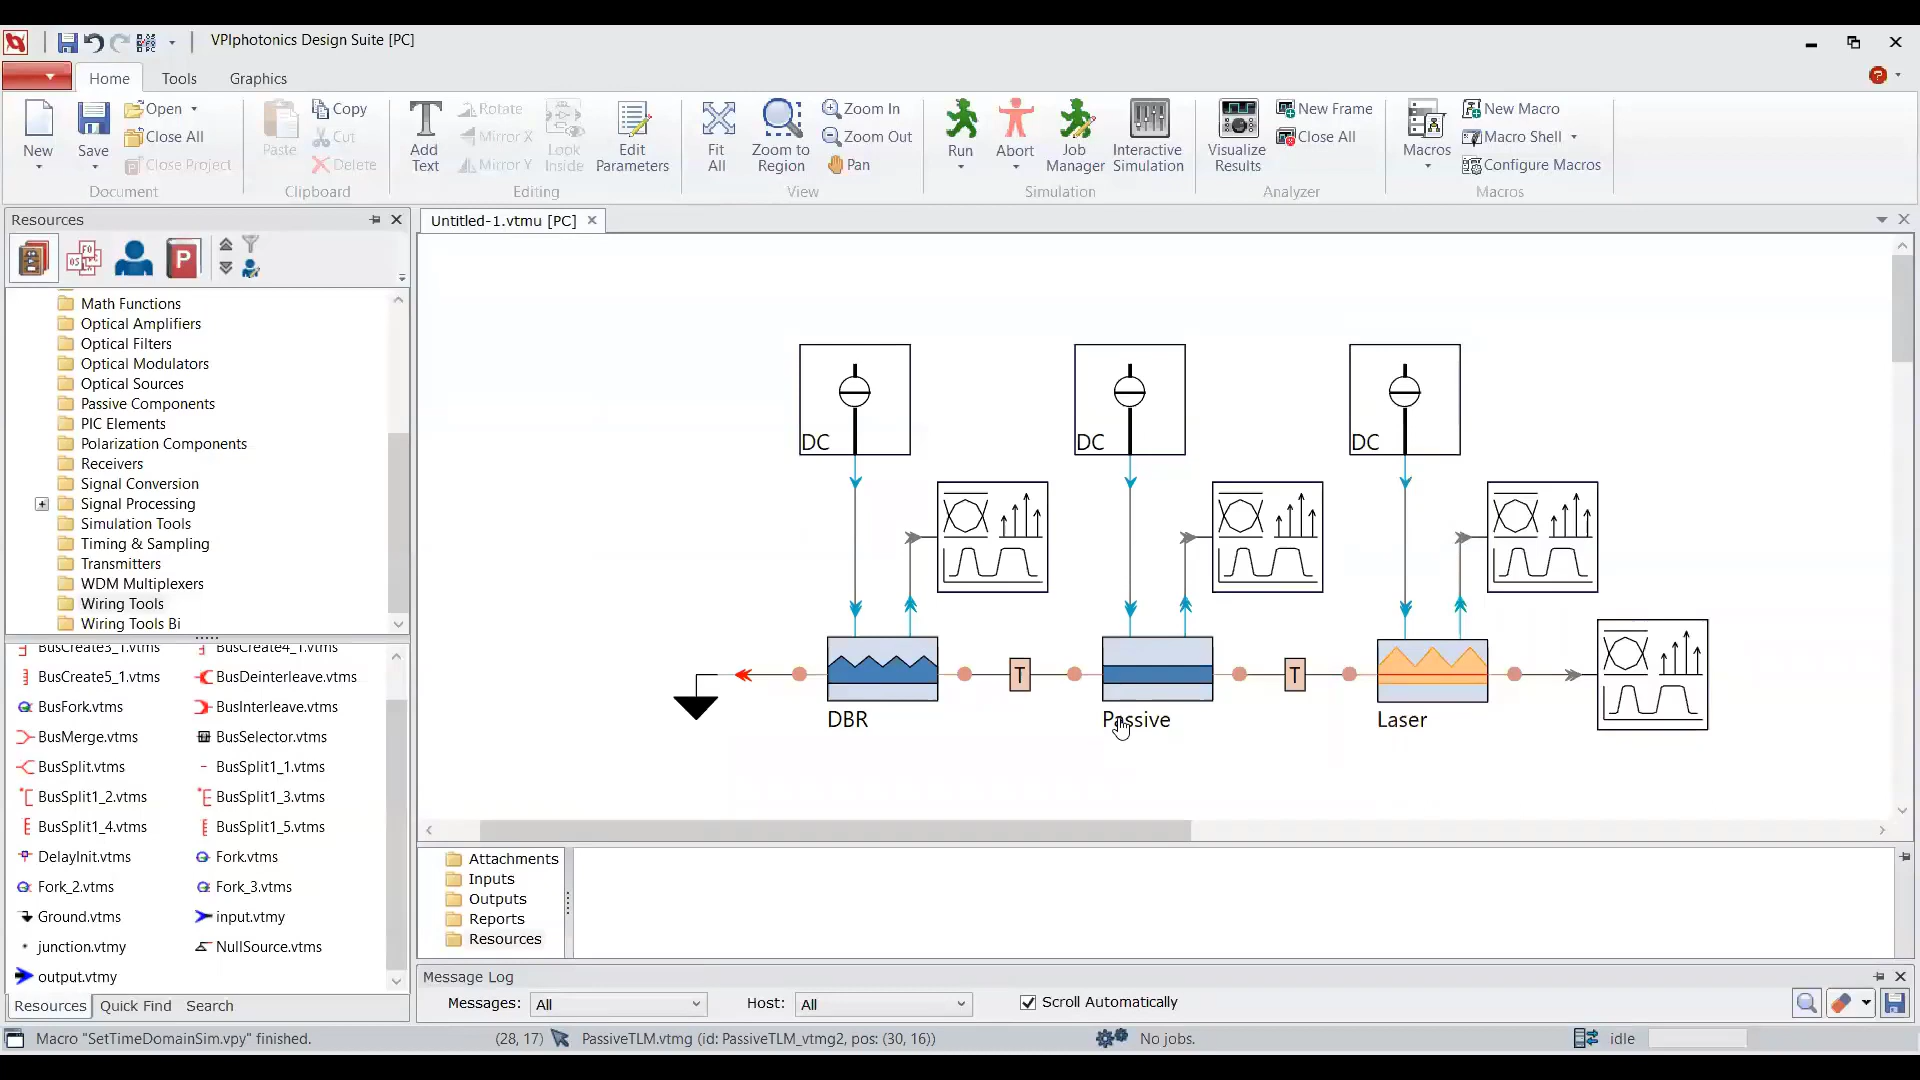 VPIphotonics Design Suite [PC]
Home Tools Graphics
New Save Open Close All Close Project
Document
Paste Copy Cut Delete
Clipboard
Add Text Rotate Mirror X Mirror Y Look Inside Edit Parameters
Editing
Fit All Zoom to Region Zoom In Zoom Out Pan
View
Run Abort Job Manager Interactive Simulation
Simulation
Visualize Results New Frame Close All
Analyzer
Macros New Macro Macro Shell Configure Macros
Macros
Resources
Untitled-1.vtmu [PC]
Math Functions
Optical Amplifiers
Optical Filters
Optical Modulators
Optical Sources
Passive Components
PIC Elements
Polarization Components
Receivers
Signal Conversion
Signal Processing
Simulation Tools
Timing & Sampling
Transmitters
WDM Multiplexers
Wiring Tools
Wiring Tools Bi
BusCreate3_1.vtms BusCreate4_1.vtms
BusCreate5_1.vtms BusDeinterleave.vtms
BusFork.vtms BusInterleave.vtms
BusMerge.vtms BusSelector.vtms
BusSplit.vtms BusSplit1_1.vtms
BusSplit1_2.vtms BusSplit1_3.vtms
BusSplit1_4.vtms BusSplit1_5.vtms
DelayInit.vtms Fork.vtms
Fork_2.vtms Fork_3.vtms
Ground.vtms input.vtmy
junction.vtmy NullSource.vtms
output.vtmy
Resources Quick Find Search
DC DC DC
T T
DBR Passive Laser
Attachments
Inputs
Outputs
Reports
Resources
Message Log
Messages: All Host: All Scroll Automatically
Macro "SetTimeDomainSim.vpy" finished. (28, 17) PassiveTLM.vtmg (id: PassiveTLM_vtmg2, pos: (30, 16)) No jobs. idle